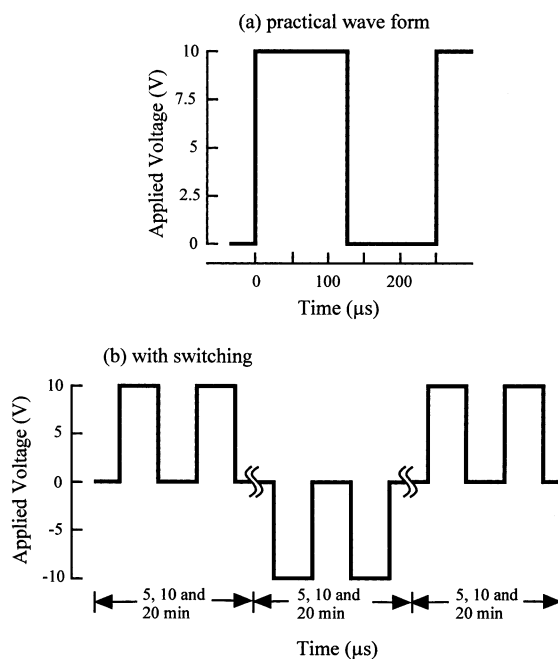 (a) practical wave form
Applied Voltage (V)
10
7.5
5
2.5
0
0 100 200
Time (µs)
(b) with switching
Applied Voltage (V)
10
5
0
-5
-10
5, 10 and
20 min
5, 10 and
20 min
5, 10 and
20 min
Time (µs)